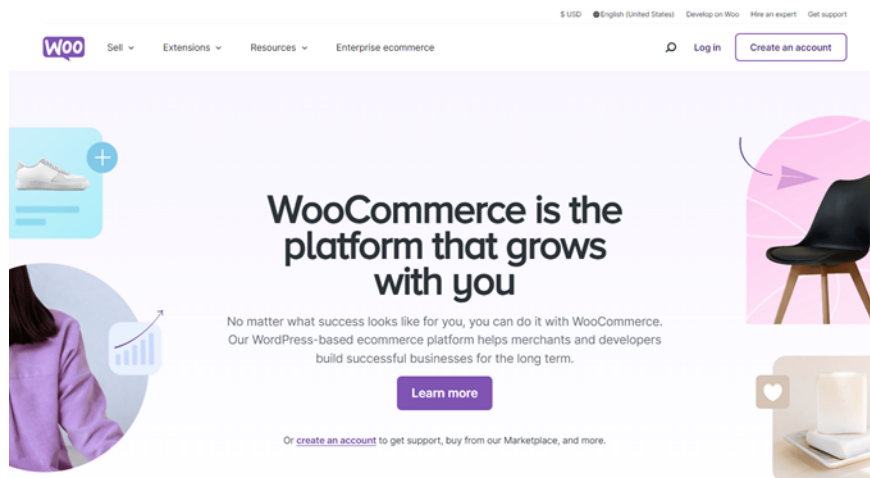 $ USD English (United States) Develop on Woo Hire an expert Get support
WOO Sell Extensions Resources Enterprise ecommerce Log in Create an account
WooCommerce is the
platform that grows
with you
No matter what success looks like for you, you can do it with WooCommerce.
Our WordPress-based ecommerce platform helps merchants and developers
build successful businesses for the long term.
Learn more
Or create an account to get support, buy from our Marketplace, and more.